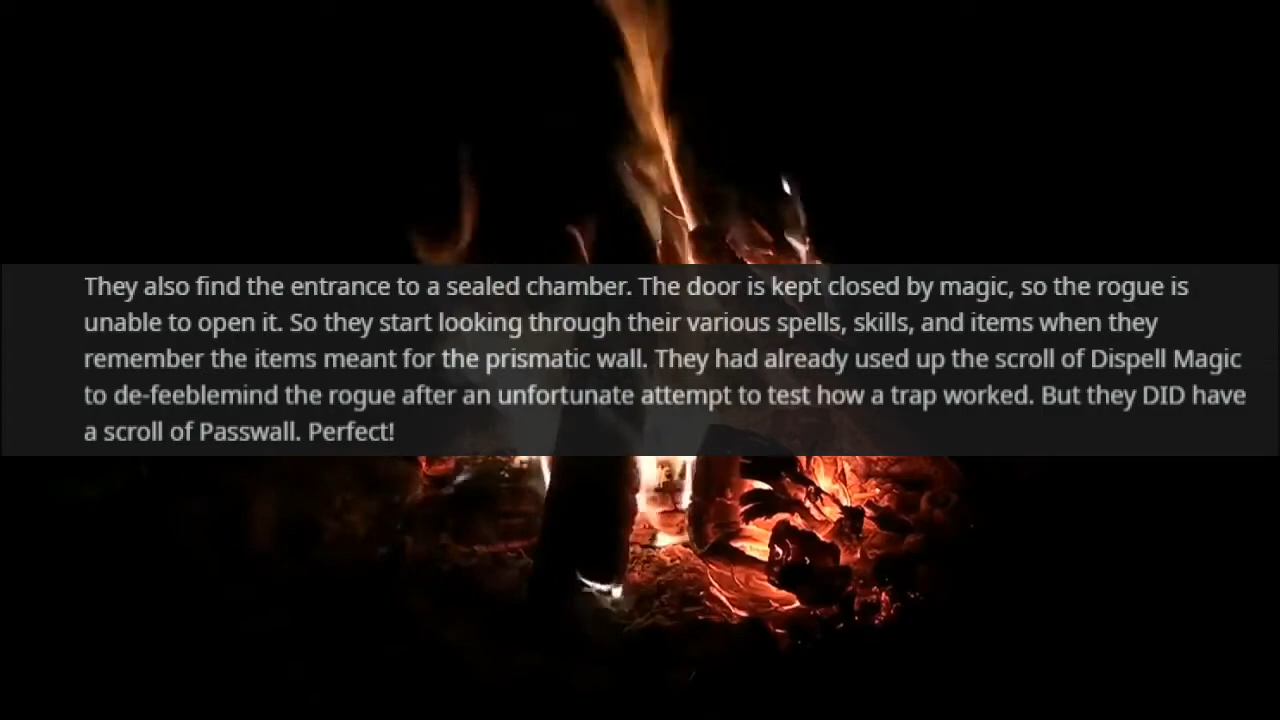 They also find the entrance to a sealed chamber. The door is kept closed by magic, so the rogue is
unable to open it. So they start looking through their various spells, skills, and items when they
remember the items meant for the prismatic wall. They had already used up the scroll of Dispell Magic
to de-feeblemind the rogue after an unfortunate attempt to test how a trap worked. But they DID have
a scroll of Passwall. Perfect!